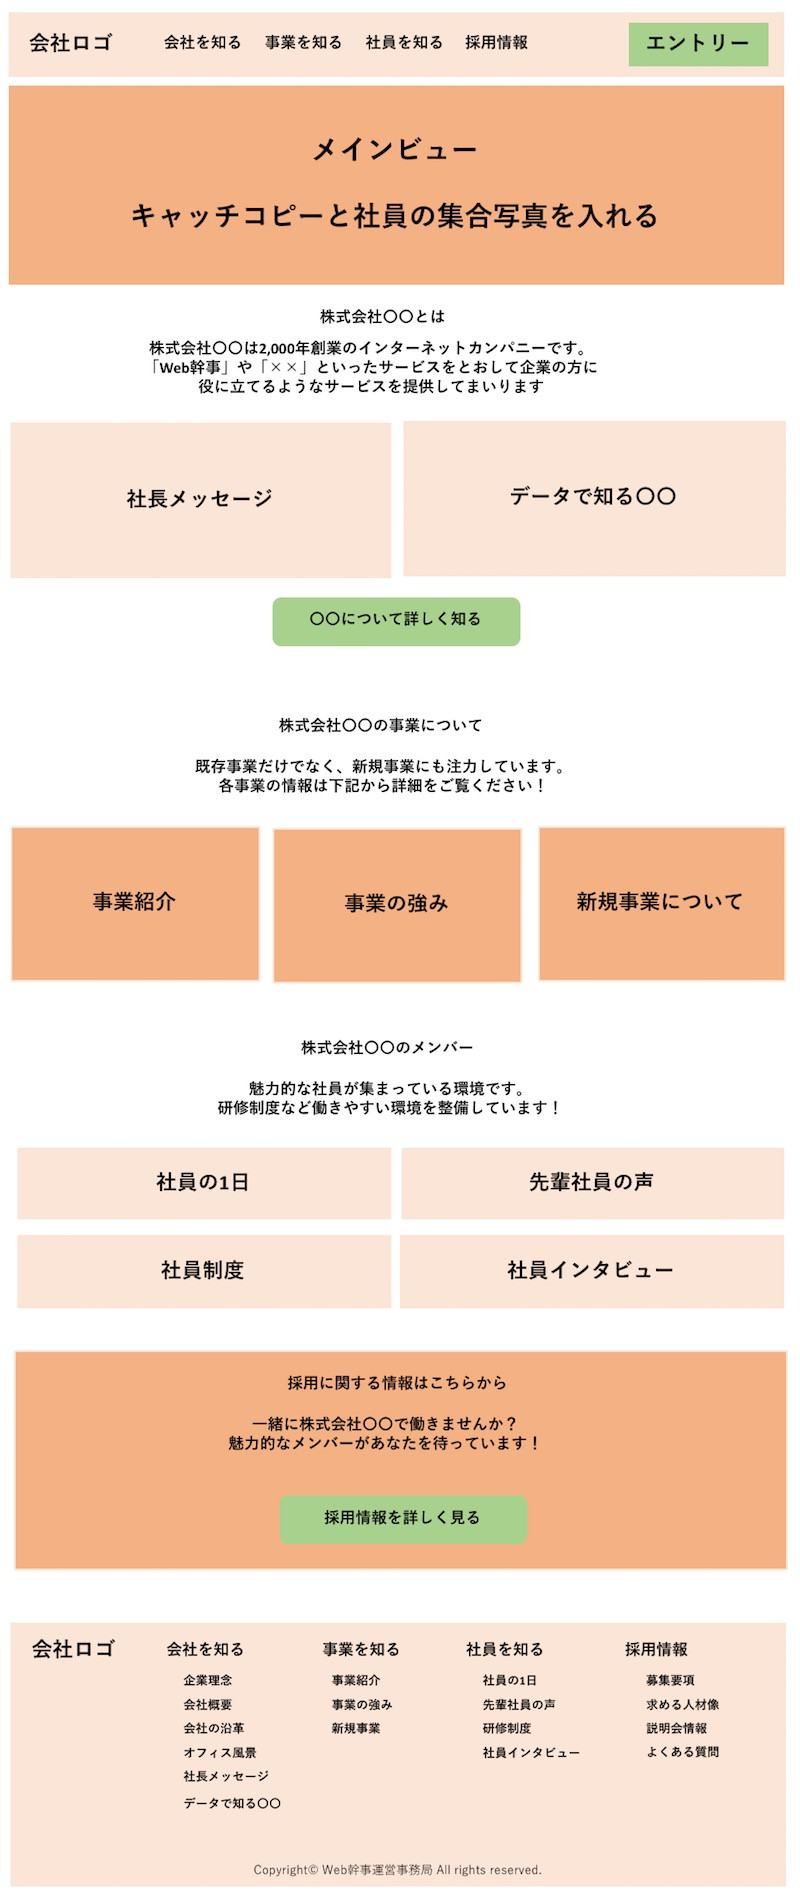 会社ロゴ
会社を知る 事業を知る 社員を知る 採用情報
エントリー
メインビュー
キャッチコピーと社員の集合写真を入れる
株式会社〇〇とは
株式会社〇〇は2,000年創業のインターネットカンパニーです。
「Web幹事」や「××」といったサービスをとおして企業の方に
役に立てるようなサービスを提供してまいります
社長メッセージ
データで知る〇〇
〇〇について詳しく知る
株式会社〇〇の事業について
既存事業だけでなく、新規事業にも注力しています。
各事業の情報は下記から詳細をご覧ください！
事業紹介
事業の強み
新規事業について
株式会社〇〇のメンバー
魅力的な社員が集まっている環境です。
研修制度など働きやすい環境を整備しています！
社員の1日
先輩社員の声
社員制度
社員インタビュー
採用に関する情報はこちらから
一緒に株式会社〇〇で働きませんか？
魅力的なメンバーがあなたを待っています！
採用情報を詳しく見る
会社ロゴ
会社を知る
企業理念
会社概要
会社の沿革
オフィス風景
社長メッセージ
データで知る〇〇
事業を知る
事業紹介
事業の強み
新規事業
社員を知る
社員の1日
先輩社員の声
研修制度
社員インタビュー
採用情報
募集要項
求める人材像
説明会情報
よくある質問
Copyright© Web幹事運営事務局 All rights reserved.